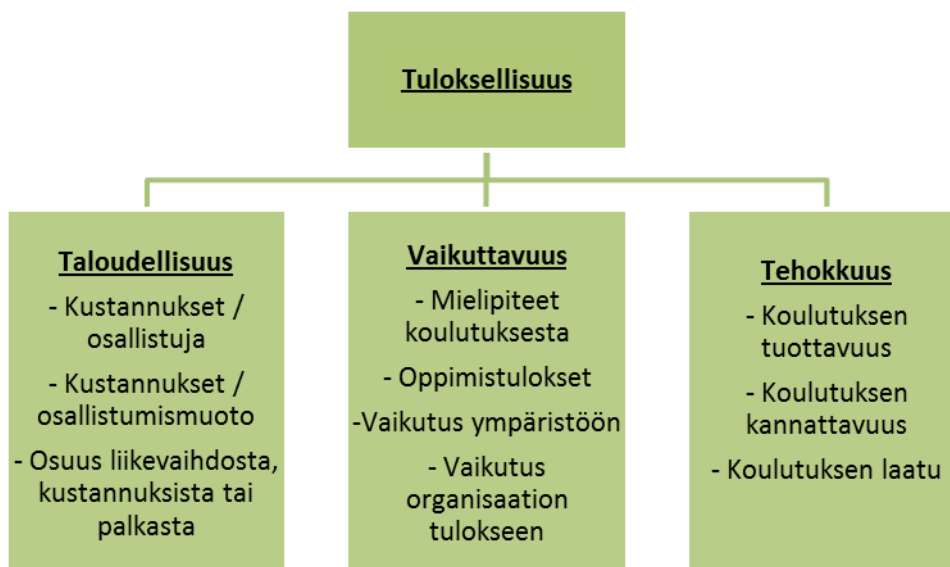 Tuloksellisuus
Taloudellisuus
- Kustannukset /
osallistuja
- Kustannukset /
osallistumismuoto
- Osuus liikevaihdosta,
kustannuksista tai
palkasta
Vaikuttavuus
- Mielipiteet
koulutuksesta
- Oppimistulokset
-Vaikutus ympäristöön
- Vaikutus
organisaation
tulokseen
Tehokkuus
- Koulutuksen
tuottavuus
- Koulutuksen
kannattavuus
- Koulutuksen laatu